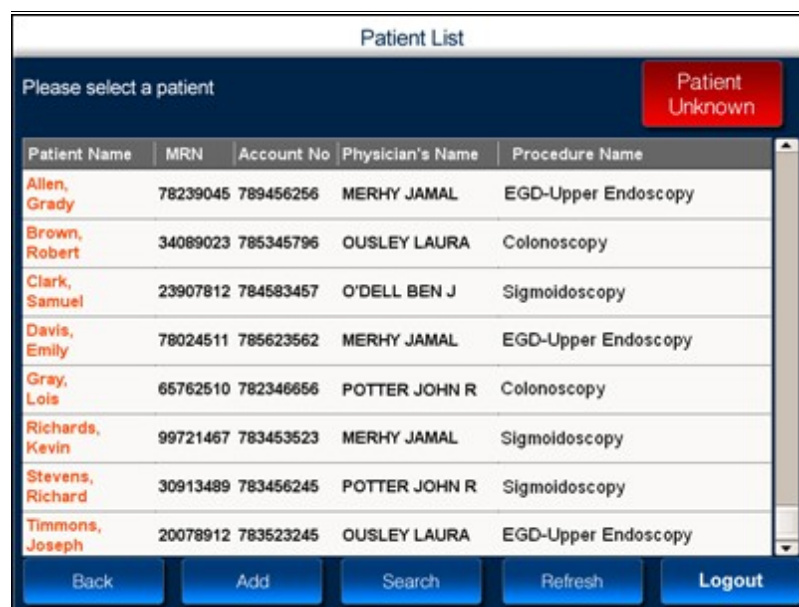 Patient List
Please select a patient
Patient
Unknown
Patient Name MRN Account No Physician's Name Procedure Name
Allen,
Grady 78239045 789456256 MERHY JAMAL EGD-Upper Endoscopy
Brown,
Robert 34089023 785345796 OUSLEY LAURA Colonoscopy
Clark,
Samuel 23907812 784583457 O'DELL BEN J Sigmoidoscopy
Davis,
Emily 78024511 785623562 MERHY JAMAL EGD-Upper Endoscopy
Gray,
Lois 65762510 782346656 POTTER JOHN R Colonoscopy
Richards,
Kevin 99721467 783453523 MERHY JAMAL Sigmoidoscopy
Stevens,
Richard 30913489 783456245 POTTER JOHN R Sigmoidoscopy
Timmons,
Joseph 20078912 783523245 OUSLEY LAURA EGD-Upper Endoscopy
Back Add Search Refresh Logout